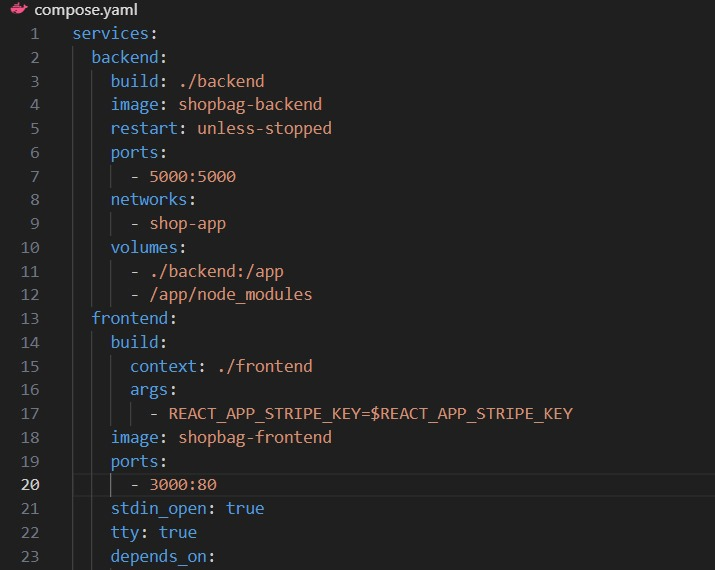 compose.yaml
1 services:
2   backend:
3     build: ./backend
4     image: shopbag-backend
5     restart: unless-stopped
6     ports:
7       - 5000:5000
8     networks:
9       - shop-app
10     volumes:
11       - ./backend:/app
12       - /app/node_modules
13   frontend:
14     build:
15       context: ./frontend
16       args:
17         - REACT_APP_STRIPE_KEY=$REACT_APP_STRIPE_KEY
18     image: shopbag-frontend
19     ports:
20       - 3000:80
21     stdin_open: true
22     tty: true
23     depends_on: